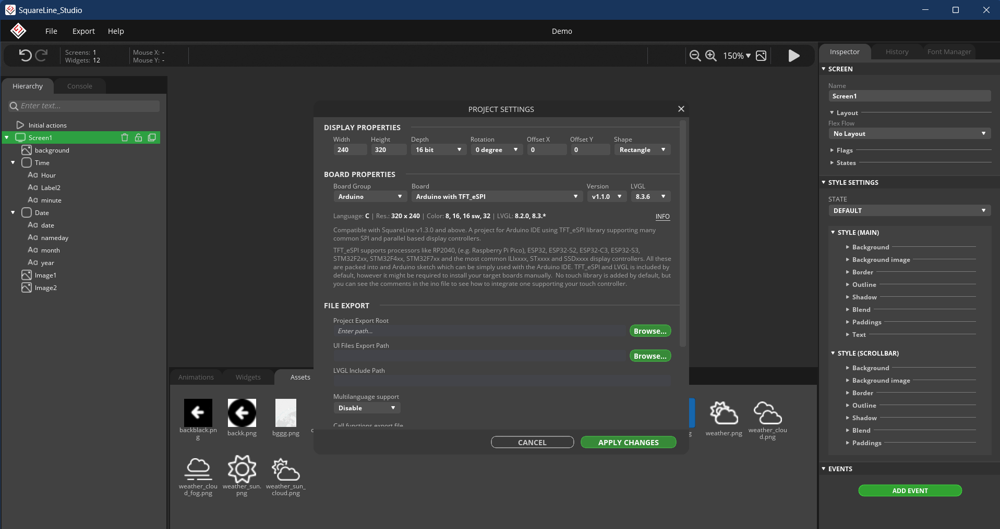 SquareLine_Studio
File Export Help Demo
Screens: 1
Widgets: 12
Mouse X: -
Mouse Y: -
150%
Inspector History Font Manager
Hierarchy Console
Enter text...
Initial actions
Screen1
background
Time
Aa Hour
Aa Label2
Aa minute
Date
Aa date
Aa nameday
Aa month
Aa year
Image1
Image2
PROJECT SETTINGS
DISPLAY PROPERTIES
Width Height Depth Rotation Offset X Offset Y Shape
240 320 16 bit 0 degree 0 0 Rectangle
BOARD PROPERTIES
Board Group Board Version LVGL
Arduino Arduino with TFT_eSPI v1.1.0 8.3.6
Language: C | Res.: 320 x 240 | Color: 8, 16, 16 sw, 32 | LVGL: 8.2.0, 8.3.* INFO
Compatible with SquareLine v1.3.0 and above. A project for Arduino IDE using TFT_eSPI library supporting many
common SPI and parallel based display controllers.
TFT_eSPI supports processors like RP2040, (e.g. Raspberry Pi Pico), ESP32, ESP32-S2, ESP32-C3, ESP32-S3,
STM32F2xx, STM32F4xx, STM32F7xx and the most common ILIxxxx, STxxxx and SSDxxxx display controllers. All these
are packed into and Arduino sketch which can be simply used with the Arduino IDE. TFT_eSPI and LVGL is included by
default, however it might be required to install your target boards manually. No touch library is added by default, but
you can see the comments in the ino file to see how to integrate one supporting your touch controller.
FILE EXPORT
Project Export Root
Enter path... Browse...
UI Files Export Path
Browse...
LVGL Include Path
Multilanguage support
Disable
Call functions export file
CANCEL APPLY CHANGES
Animations Widgets Assets
backblack.pn
g
backk.png
bggg.png
c
g
weather.png
weather_clou
d.png
weather_clou
d_fog.png
weather_sun.
png
weather_sun_
cloud.png
SCREEN
Name
Screen1
Layout
Flex Flow
No Layout
Flags
States
STYLE SETTINGS
STATE
DEFAULT
STYLE (MAIN)
Background
Background image
Border
Outline
Shadow
Blend
Paddings
Text
STYLE (SCROLLBAR)
Background
Background image
Border
Outline
Shadow
Blend
Paddings
EVENTS
ADD EVENT